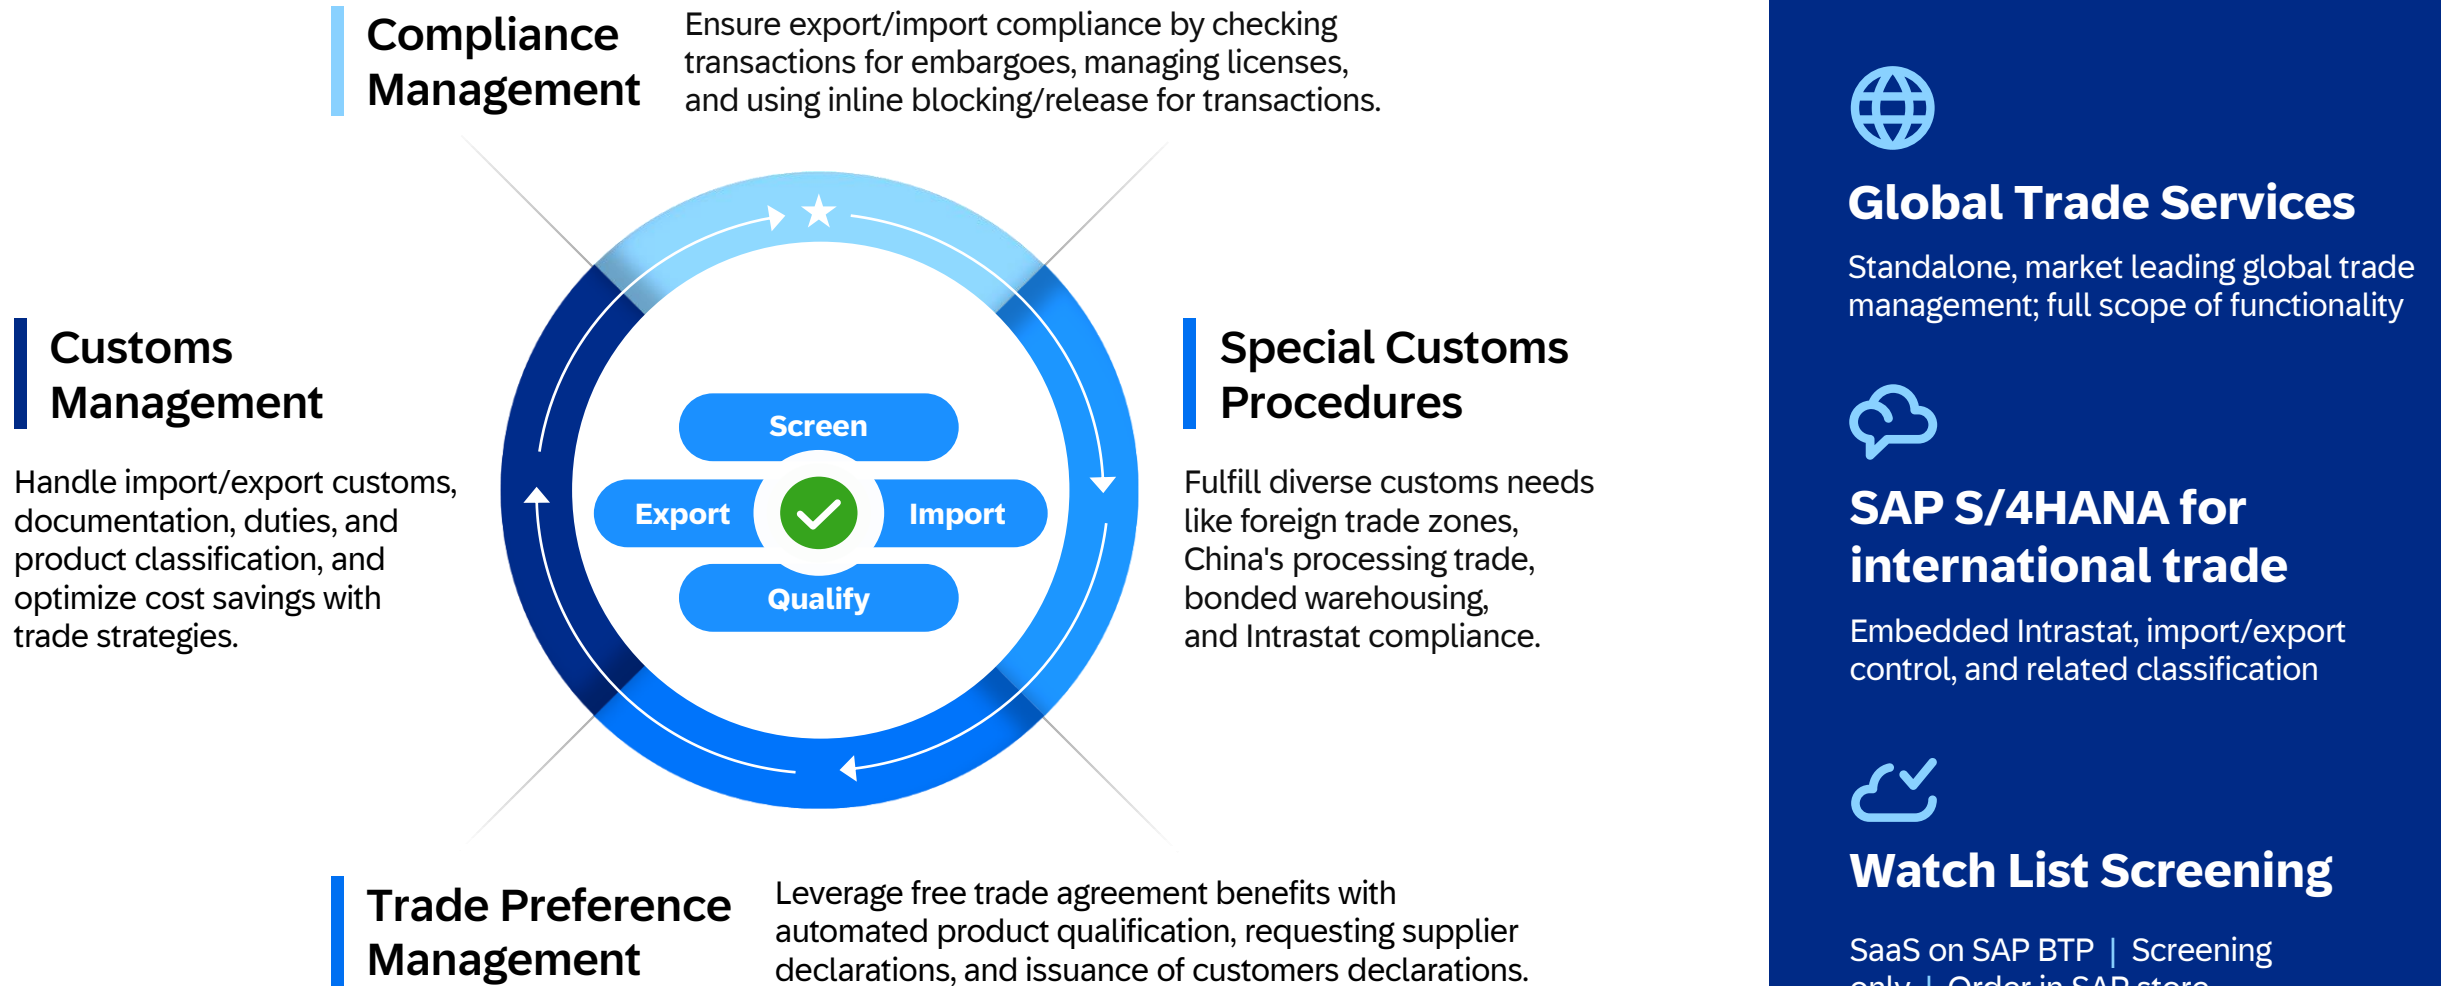 Compliance
Management
Ensure export/import compliance by checking
transactions for embargoes, managing licenses,
and using inline blocking/release for transactions.
Customs
Management
Handle import/export customs,
documentation, duties, and
product classification, and
optimize cost savings with
trade strategies.
Screen
Export
Import
Qualify
Special Customs
Procedures
Fulfill diverse customs needs
like foreign trade zones,
China's processing trade,
bonded warehousing,
and Intrastat compliance.
Trade Preference
Management
Leverage free trade agreement benefits with
automated product qualification, requesting supplier
declarations, and issuance of customers declarations.
Global Trade Services
Standalone, market leading global trade
management; full scope of functionality
SAP S/4HANA for
international trade
Embedded Intrastat, import/export
control, and related classification
Watch List Screening
SaaS on SAP BTP | Screening
only | Order in SAP store